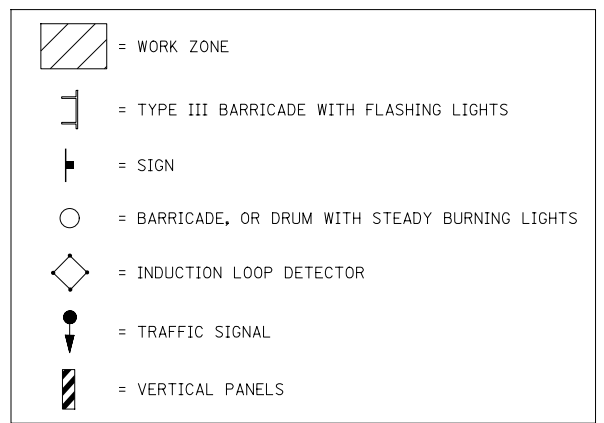 = WORK ZONE
= TYPE III BARRICADE WITH FLASHING LIGHTS
= SIGN
= BARRICADE, OR DRUM WITH STEADY BURNING LIGHTS
= INDUCTION LOOP DETECTOR
= TRAFFIC SIGNAL
= VERTICAL PANELS